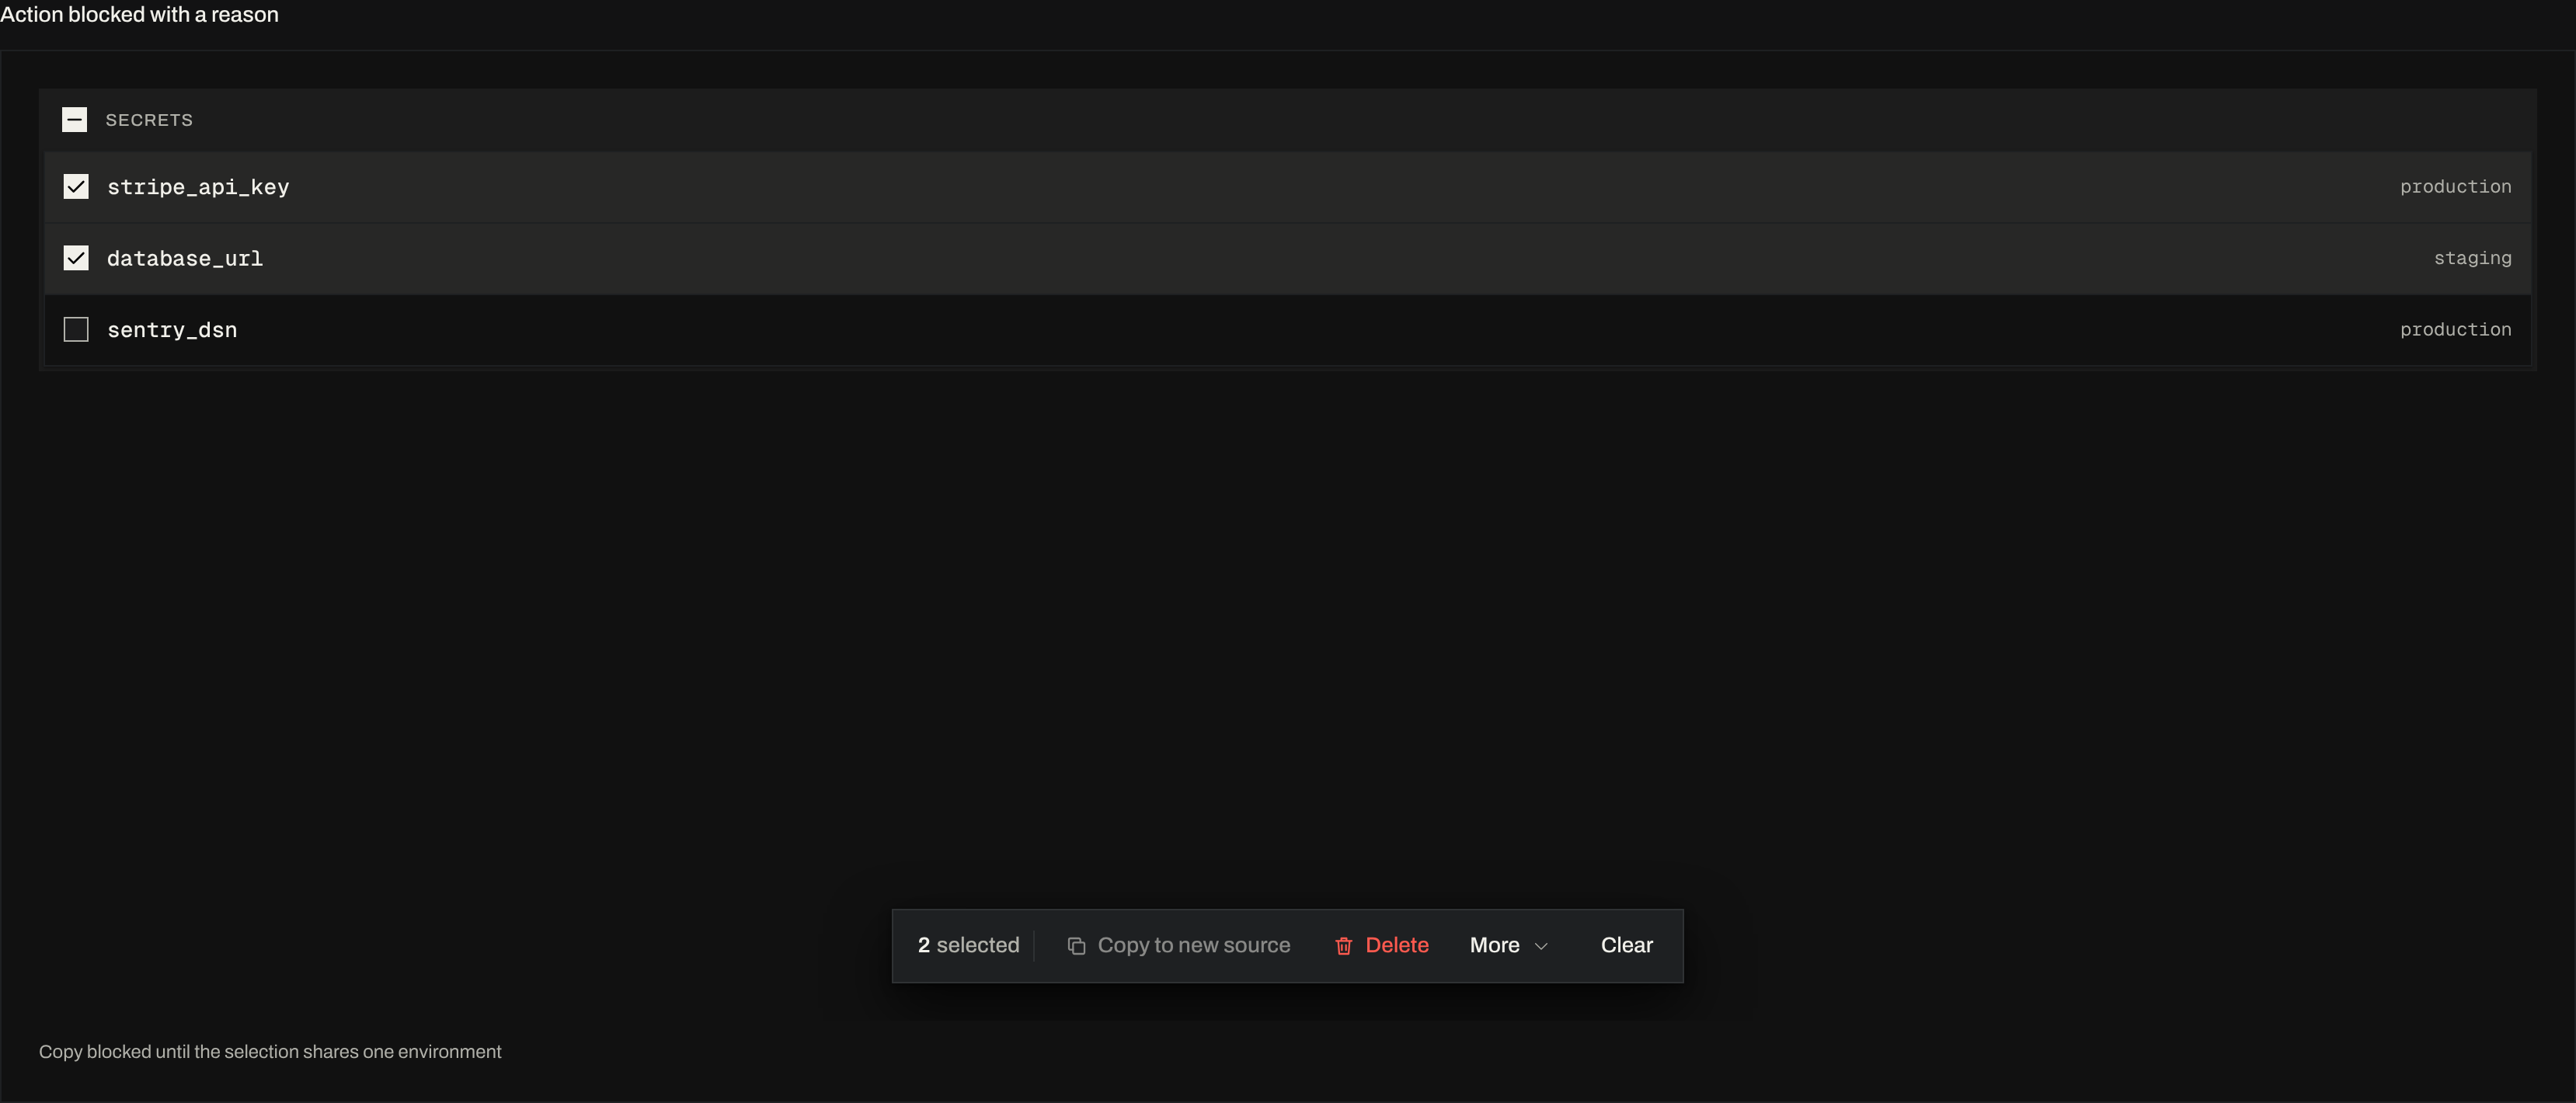 Action blocked with a reason
SECRETS
stripe_api_key production
database_url staging
sentry_dsn production
2 selected Copy to new source Delete More Clear
Copy blocked until the selection shares one environment